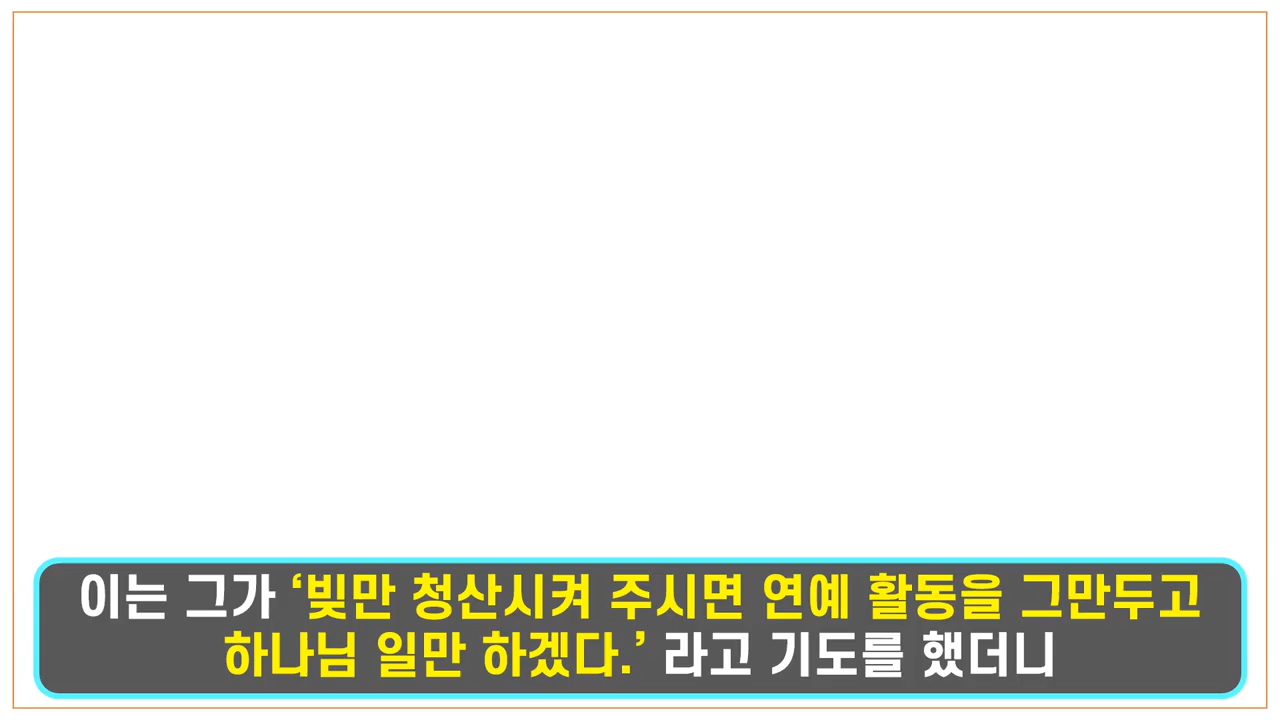 이는 그가 ‘빚만 청산시켜 주시면 연예 활동을 그만두고
하나님 일만 하겠다.’ 라고 기도를 했더니